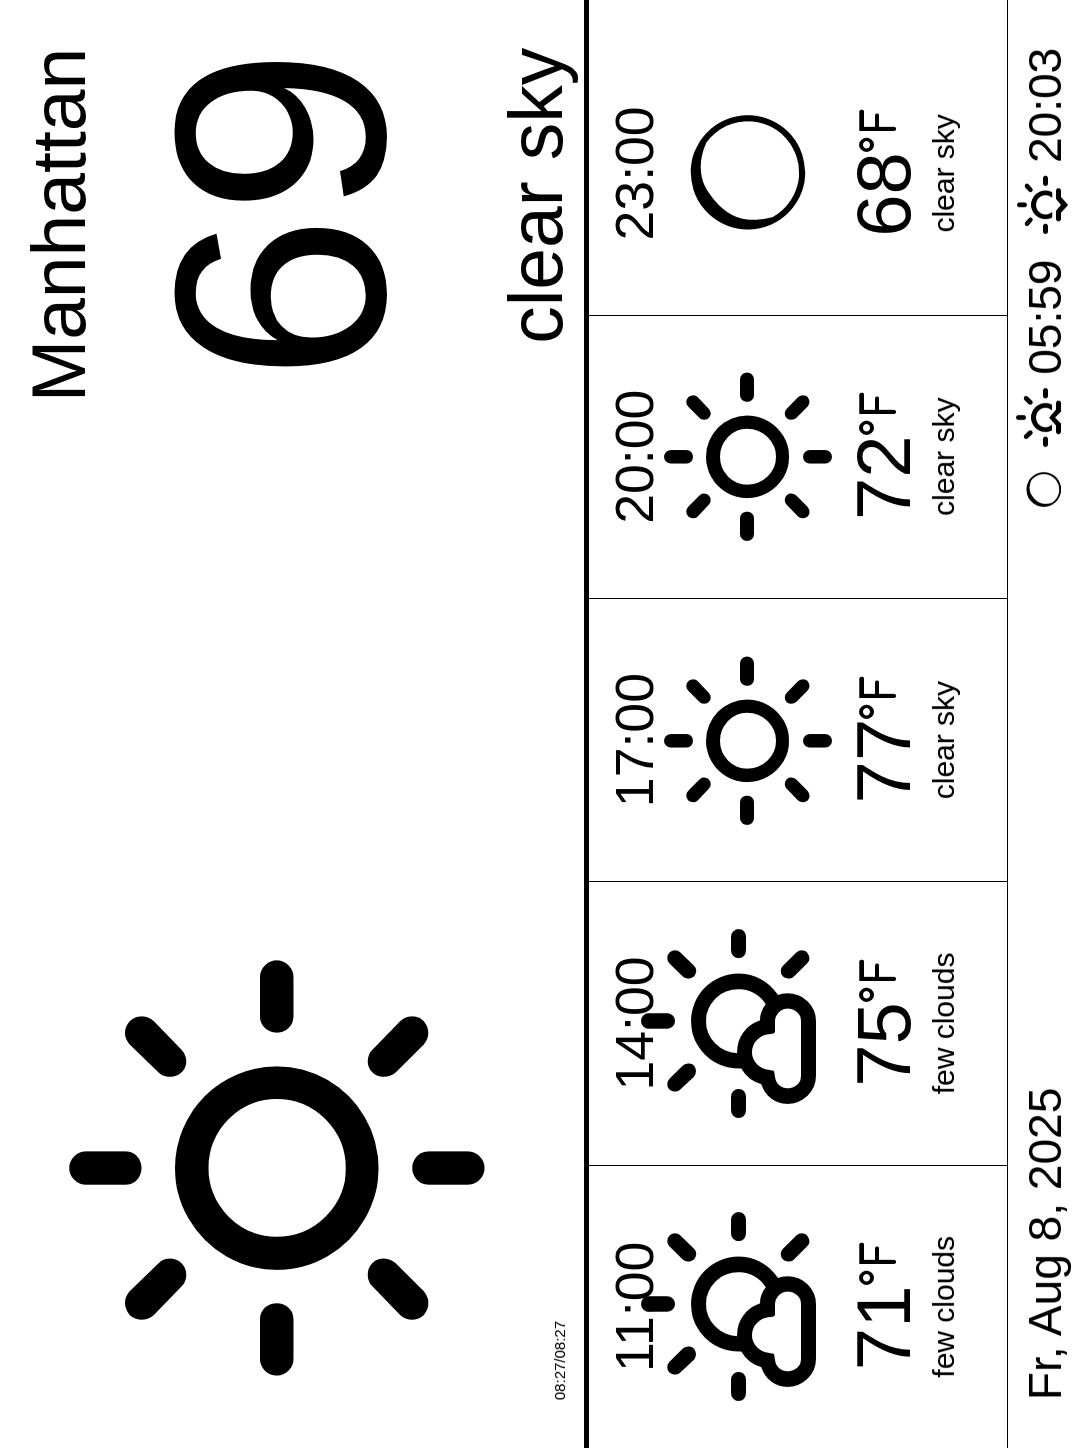 Manhattan
69
clear sky
08:27/08:27
11:00
71°F
few clouds
14:00
75°F
few clouds
17:00
77°F
clear sky
20:00
72°F
clear sky
23:00
68°F
clear sky
Fr, Aug 8, 2025
05:59 20:03